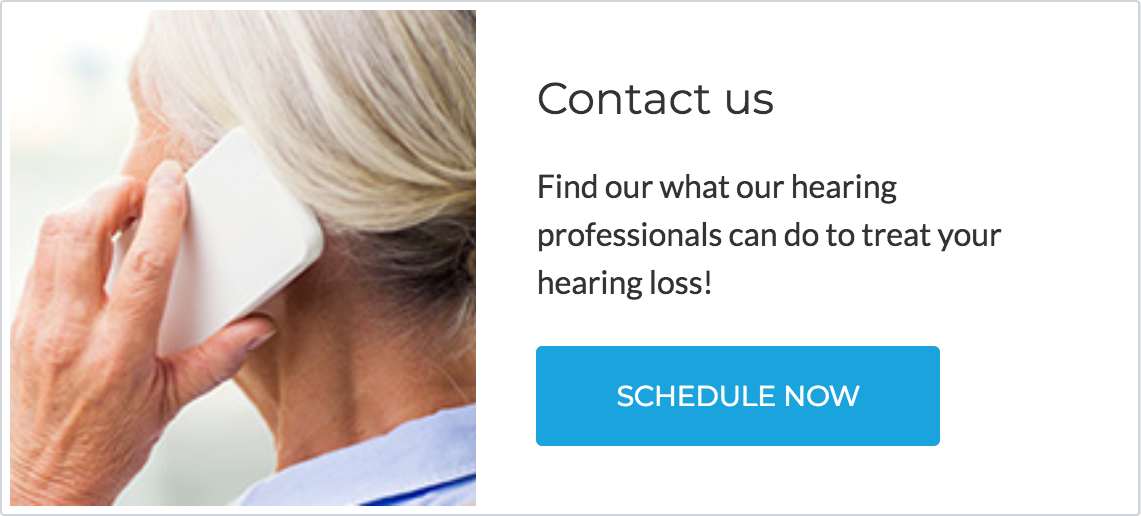 Contact us
Find our what our hearing
professionals can do to treat your
hearing loss!
SCHEDULE NOW